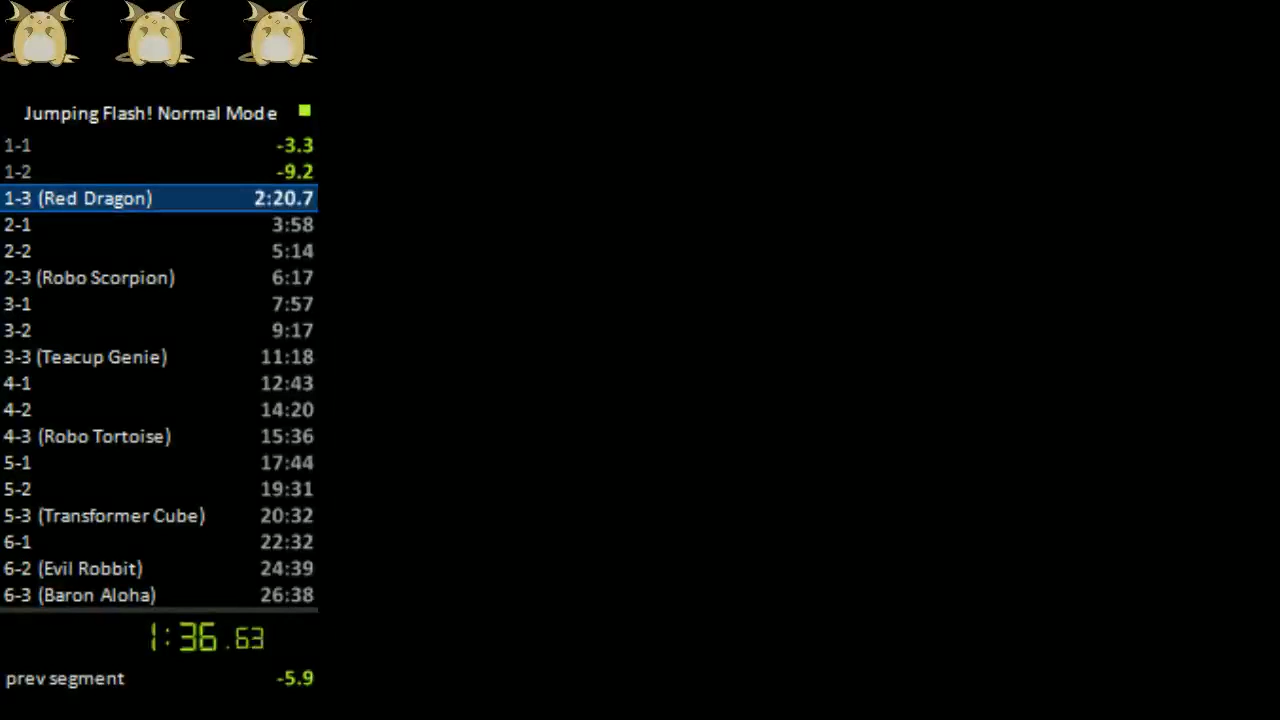 Jumping Flash! Normal Mode
1-1 -3.3
1-2 -9.2
1-3 (Red Dragon) 2:20.7
2-1 3:58
2-2 5:14
2-3 (Robo Scorpion) 6:17
3-1 7:57
3-2 9:17
3-3 (Teacup Genie) 11:18
4-1 12:43
4-2 14:20
4-3 (Robo Tortoise) 15:36
5-1 17:44
5-2 19:31
5-3 (Transformer Cube) 20:32
6-1 22:32
6-2 (Evil Robbit) 24:39
6-3 (Baron Aloha) 26:38
1:36.63
prev segment -5.9